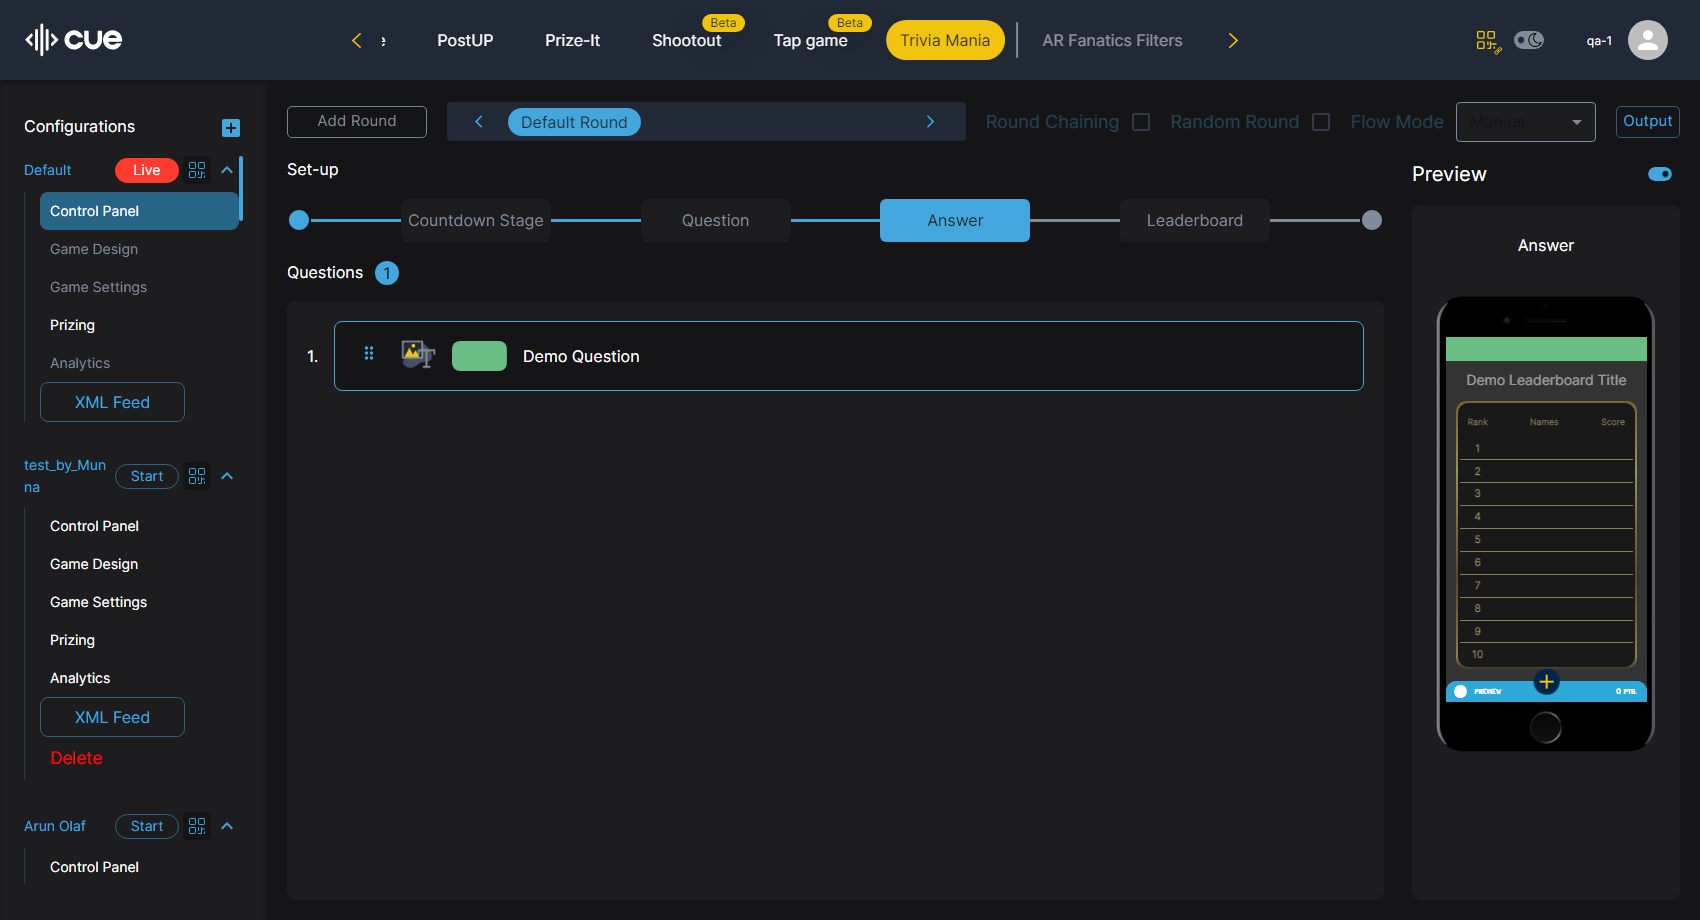 cue
e
PostUP
Prize-It
Beta
Shootout
Beta
Tap game
Trivia Mania
AR Fanatics Filters
qa-1
Configurations
Default
Live
Control Panel
Game Design
Game Settings
Prizing
Analytics
XML Feed
test_by_Mun
na
Start
Control Panel
Game Design
Game Settings
Prizing
Analytics
XML Feed
Delete
Arun Olaf
Start
Control Panel
Add Round
Default Round
Round Chaining
Random Round
Flow Mode
Manual
Output
Set-up
Countdown Stage
Question
Answer
Leaderboard
Questions 1
1.
Demo Question
Preview
Answer
Demo Leaderboard Title
Rank Names Score
1
2
3
4
5
6
7
8
9
10
PREVIEW
0 PTS.